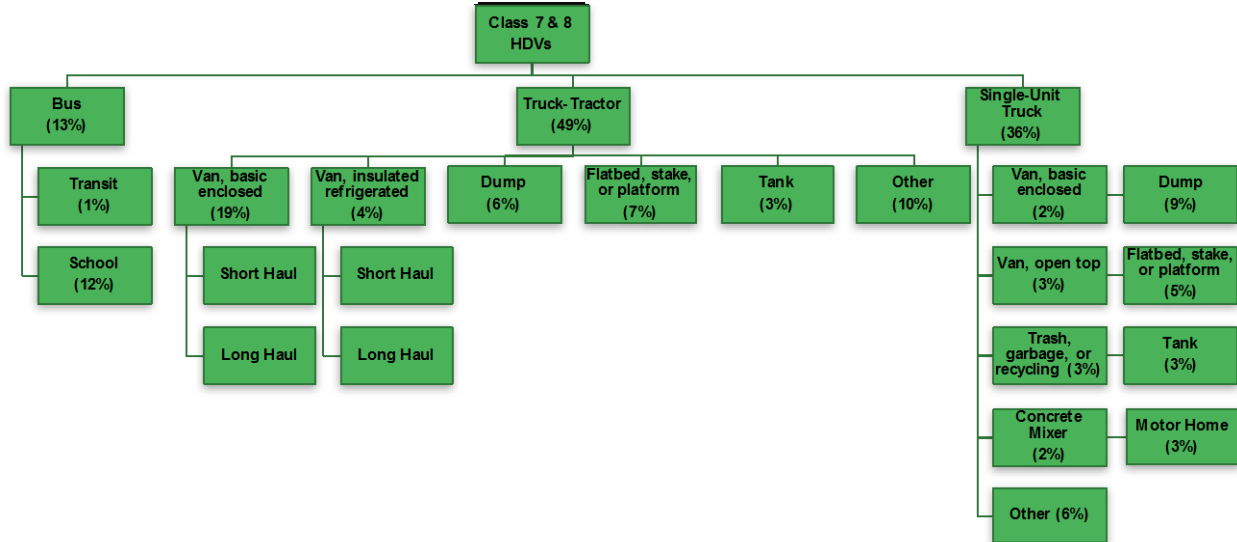 Class 7 & 8
HDVs
Bus
(13%)
Truck-Tractor
(49%)
Single-Unit
Truck
(36%)
Transit
(1%)
School
(12%)
Van, basic
enclosed
(19%)
Short Haul
Long Haul
Van, insulated
refrigerated
(4%)
Short Haul
Long Haul
Dump
(6%)
Flatbed, stake,
or platform
(7%)
Tank
(3%)
Other
(10%)
Van, basic
enclosed
(2%)
Dump
(9%)
Van, open top
(3%)
Flatbed, stake,
or platform
(5%)
Trash,
garbage, or
recycling (3%)
Tank
(3%)
Concrete
Mixer
(2%)
Motor Home
(3%)
Other (6%)